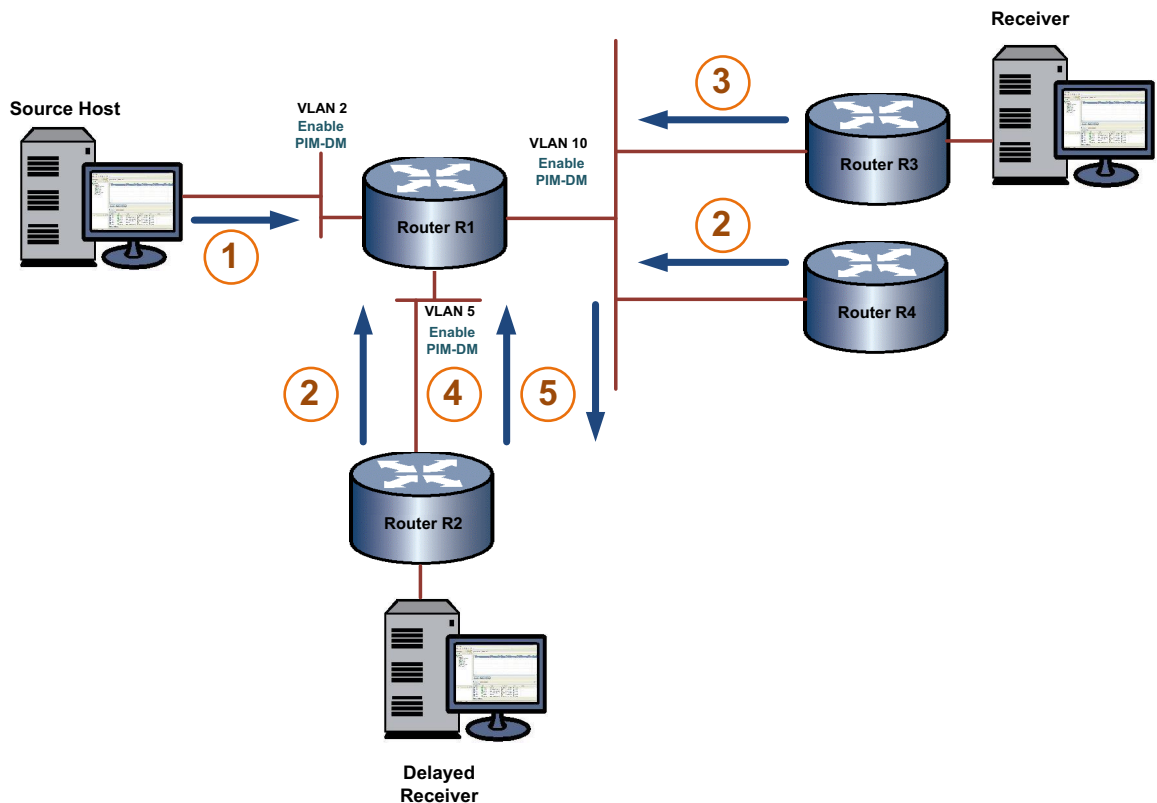 Receiver
Source Host
VLAN 2
Enable
PIM-DM
3
VLAN 10
Enable
PIM-DM
Router R3
Router R1
1
2
Router R4
VLAN 5
Enable
PIM-DM
2
4
5
Router R2
Delayed
Receiver